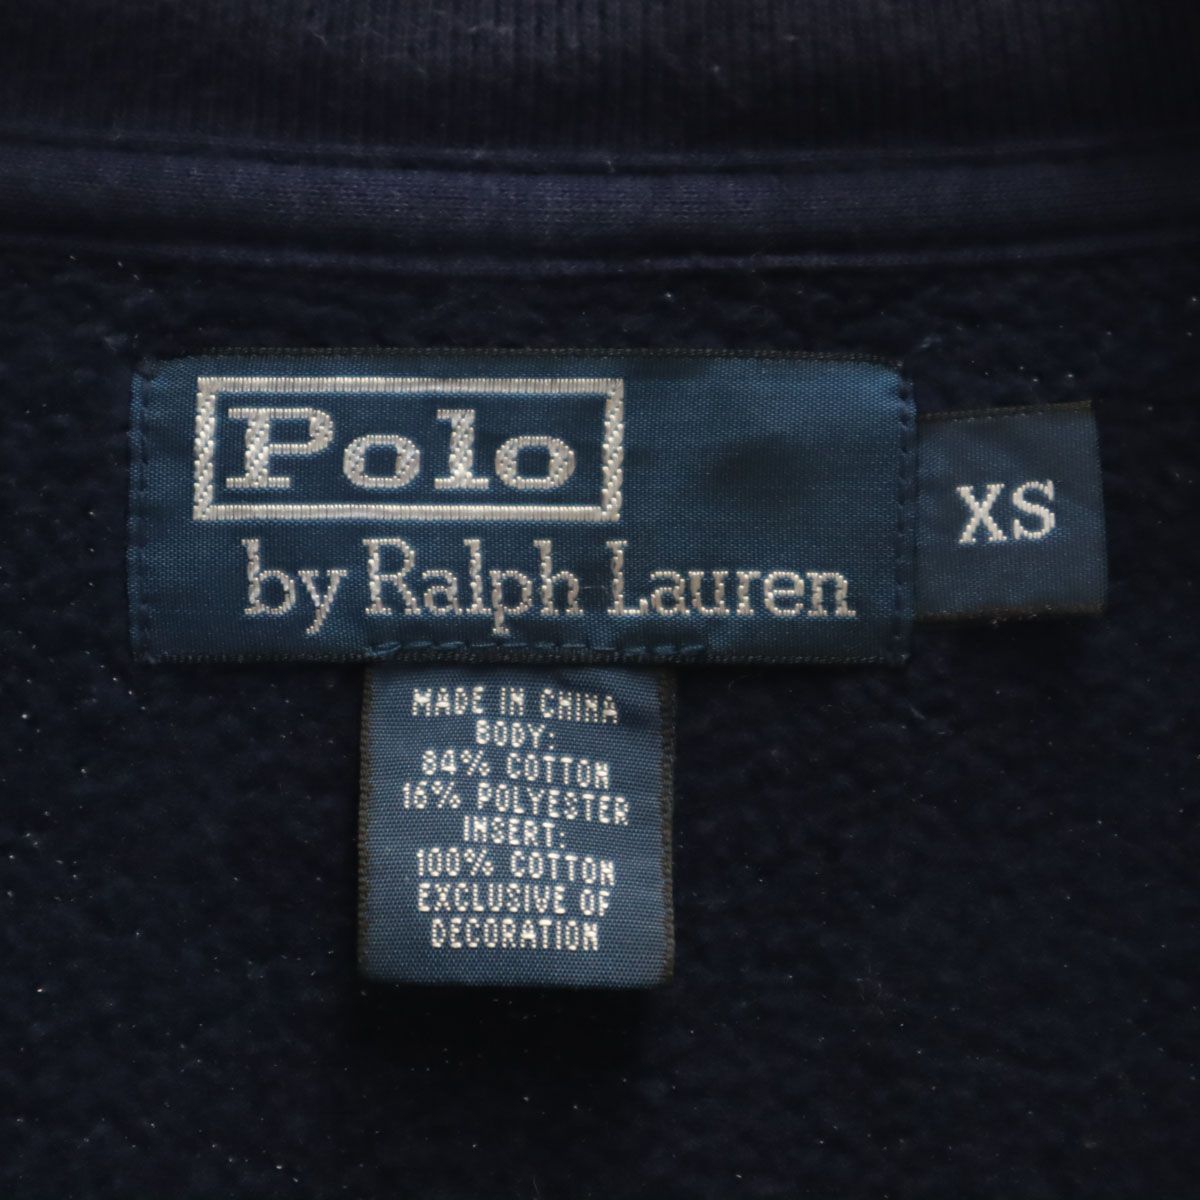 Polo
by Ralph Lauren
XS
MADE IN CHINA
BODY:
84% COTTON
16% POLYESTER
INSERT:
100% COTTON
EXCLUSIVE OF
DECORATION